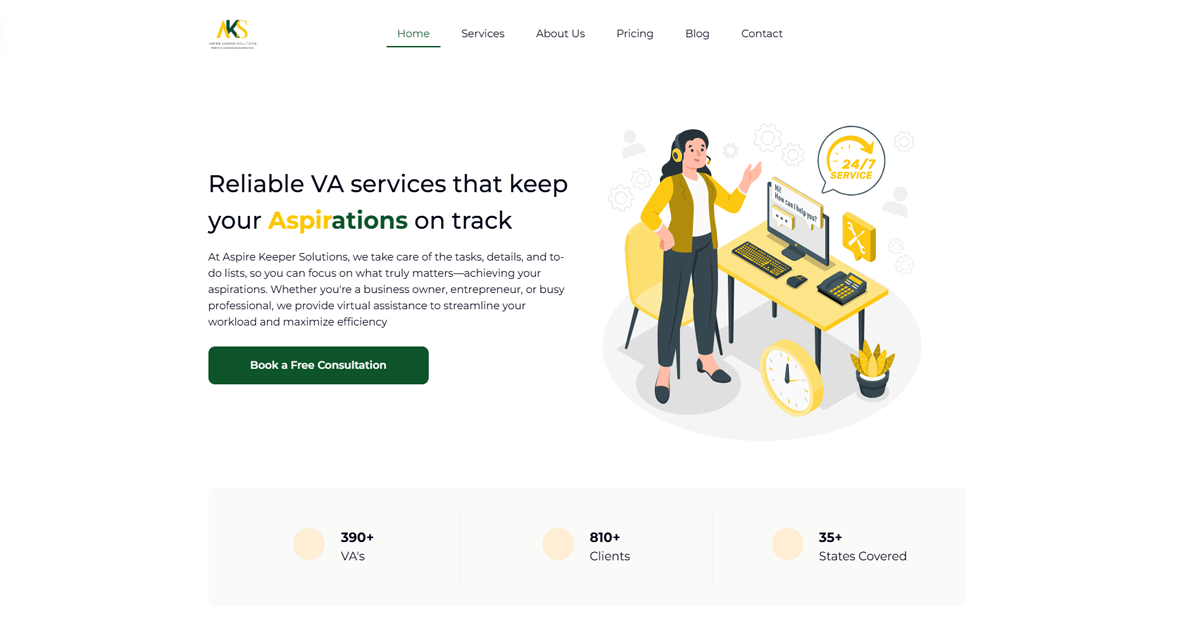 AKS
ASPIRE KEEPER SOLUTIONS
Home
Services
About Us
Pricing
Blog
Contact
Reliable VA services that keep
your Aspirations on track
At Aspire Keeper Solutions, we take care of the tasks, details, and to-
do lists, so you can focus on what truly matters—achieving your
aspirations. Whether you're a business owner, entrepreneur, or busy
professional, we provide virtual assistance to streamline your
workload and maximize efficiency
Book a Free Consultation
24/7
SERVICE
Hi!
How can I help you?
390+
VA's
810+
Clients
35+
States Covered